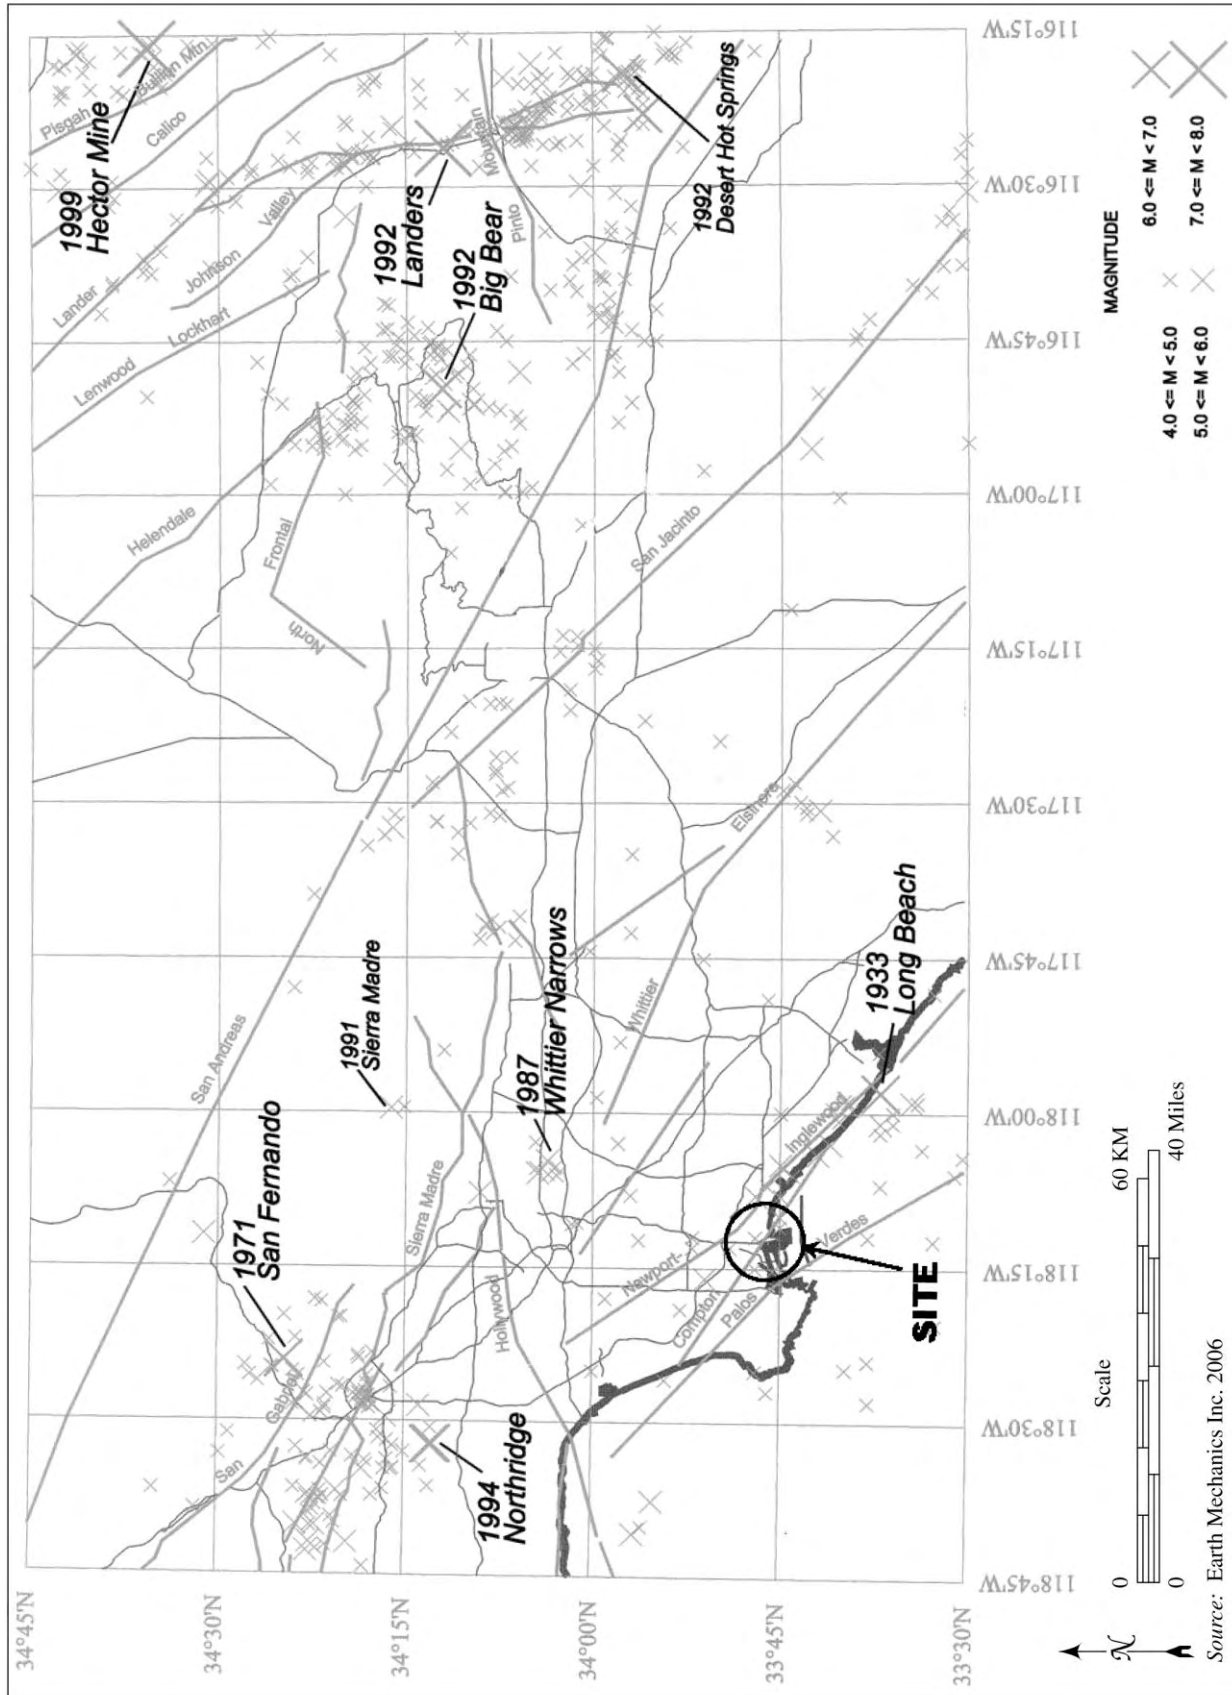 34°45'N
34°30'N
34°15'N
34°00'N
33°45'N
33°30'N
118°45'W
118°30'W
118°15'W
118°00'W
117°45'W
117°30'W
117°15'W
117°00'W
116°45'W
116°30'W
116°15'W
1971
San Fernando
1994
Northridge
1991
Sierra Madre
1987
Whittier Narrows
1933
Long Beach
1999
Hector Mine
1992
Landers
1992
Big Bear
1992
Desert Hot Springs
SITE
San
Gabriel
San Andreas
Sierra Madre
Hollywood
Newport-
Inglewood
Compton
Palos
Verdes
Whittier
Elsinore
San Jacinto
North
Frontal
Helendale
Lenwood
Lockhart
Lander
Johnson
Valley
Calico
Pisgah
Bullion Mtn.
Pinto
Mountain
N
Scale
0
60 KM
0
40 Miles
MAGNITUDE
4.0 <= M < 5.0
5.0 <= M < 6.0
6.0 <= M < 7.0
7.0 <= M < 8.0
Source: Earth Mechanics Inc. 2006